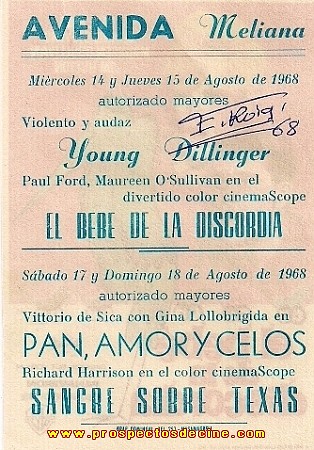 AVENIDA Meliana
Miércoles 14 y Jueves 15 de Agosto de 1968
autorizado mayores
Violento y audaz
E. Roig
68
Young Dillinger
Paul Ford, Maureen O'Sullivan en el
divertido color cinemaScope
EL BEBE DE LA DISCORDIA
Sábado 17 y Domingo 18 de Agosto de 1968
autorizado mayores
Vittorio de Sica con Gina Lollobrigida en
PAN, AMOR Y CELOS
Richard Harrison en el color cinemaScope
SANGRE SOBRE TEXAS
www.prospectosdecine.com